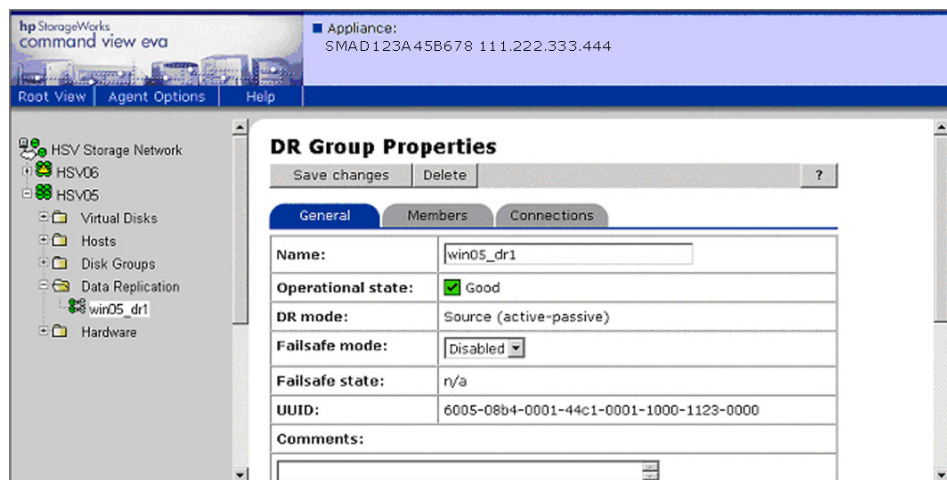 hp StorageWorks
command view eva
Appliance:
SMAD123A45B678 111.222.333.444
Root View Agent Options Help
HSV Storage Network
HSV06
HSV05
Virtual Disks
Hosts
Disk Groups
Data Replication
win05_dr1
Hardware
DR Group Properties
Save changes Delete ?
General Members Connections
Name: win05_dr1
Operational state: Good
DR mode: Source (active-passive)
Failsafe mode: Disabled
Failsafe state: n/a
UUID: 6005-08b4-0001-44c1-0001-1000-1123-0000
Comments: